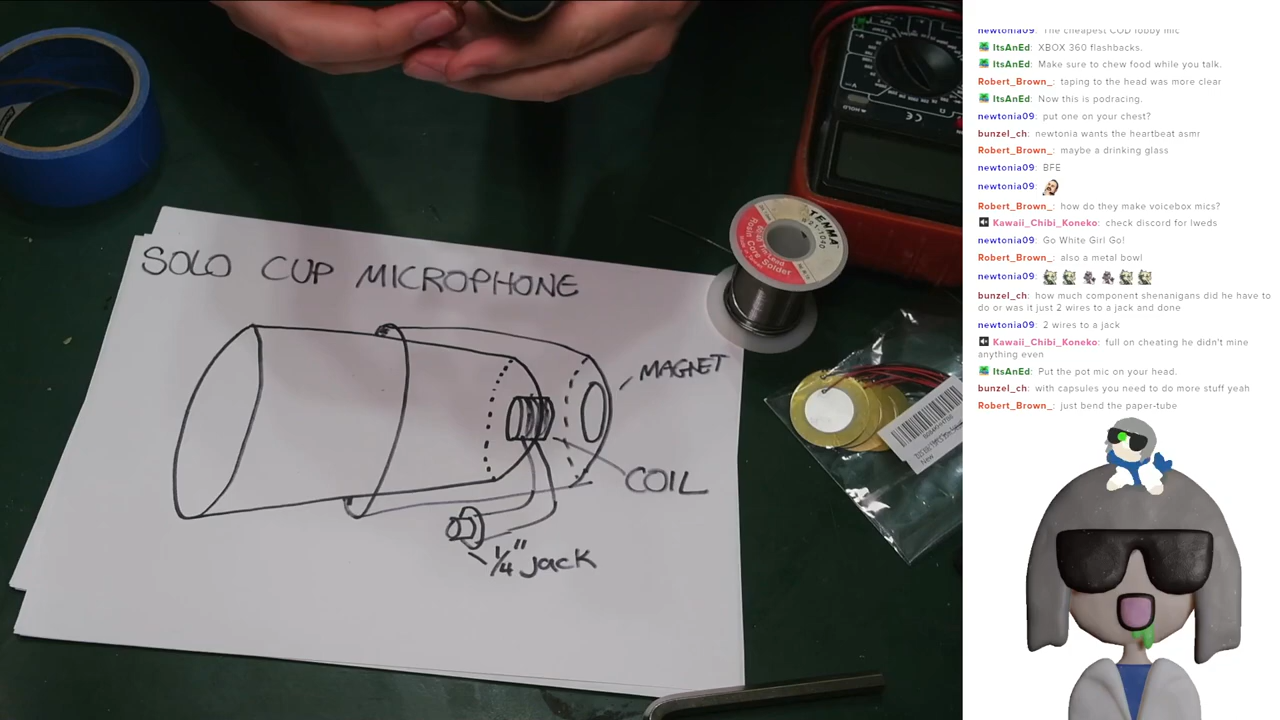 SOLO CUP MICROPHONE
MAGNET
COIL
1/4" jack
TENMA
Rosin Core Solder
HOLD
CE
New
newtonia09: The cheapest COD lobby mic
ItsAnEd: XBOX 360 flashbacks.
ItsAnEd: Make sure to chew food while you talk.
Robert_Brown_: taping to the head was more clear
ItsAnEd: Now this is podracing.
newtonia09: put one on your chest?
bunzel_ch: newtonia wants the heartbeat asmr
Robert_Brown_: maybe a drinking glass
newtonia09: BFE
newtonia09:
Robert_Brown_: how do they make voicebox mics?
Kawaii_Chibi_Koneko: check discord for lweds
newtonia09: Go White Girl Go!
Robert_Brown_: also a metal bowl
newtonia09:
bunzel_ch: how much component shenanigans did he have to
do or was it just 2 wires to a jack and done
newtonia09: 2 wires to a jack
Kawaii_Chibi_Koneko: full on cheating he didn't mine
anything even
ItsAnEd: Put the pot mic on your head.
bunzel_ch: with capsules you need to do more stuff yeah
Robert_Brown_: just bend the paper-tube